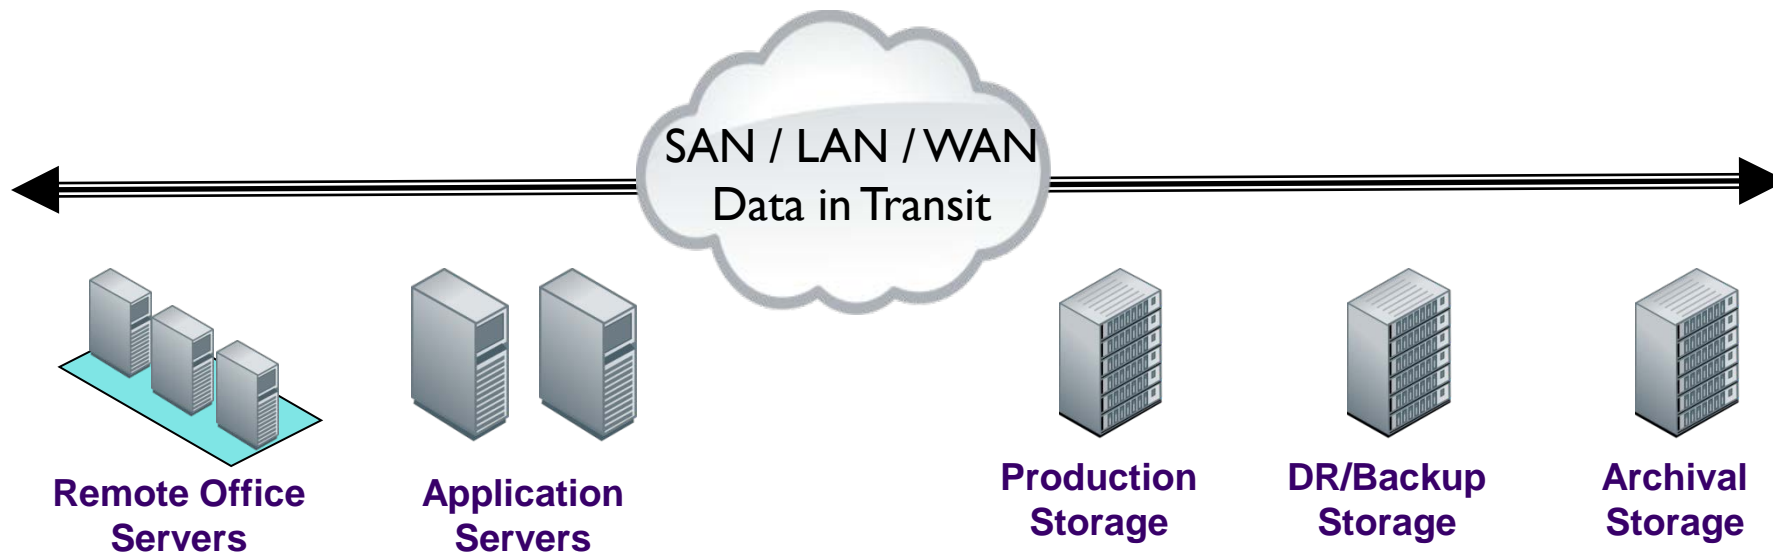 SAN / LAN / WAN
Data in Transit
Remote Office
Servers
Application
Servers
Production
Storage
DR/Backup
Storage
Archival
Storage